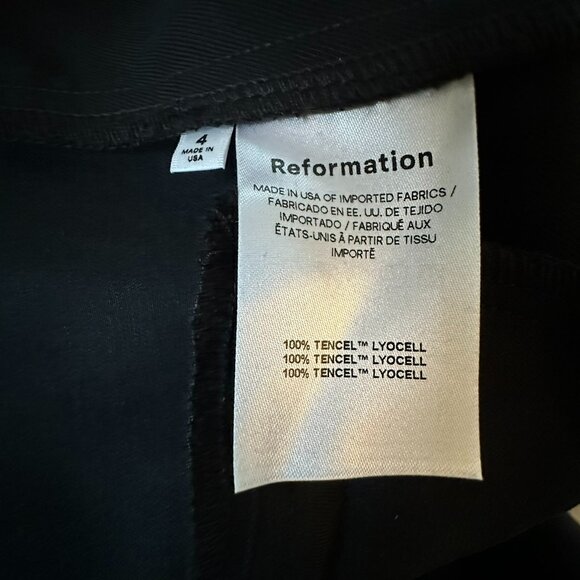 4
MADE IN
USA
Reformation
MADE IN USA OF IMPORTED FABRICS /
FABRICADO EN EE. UU. DE TEJIDO
IMPORTADO / FABRIQUÉ AUX
ÉTATS-UNIS À PARTIR DE TISSU
IMPORTÉ
100% TENCEL™ LYOCELL
100% TENCEL™ LYOCELL
100% TENCEL™ LYOCELL